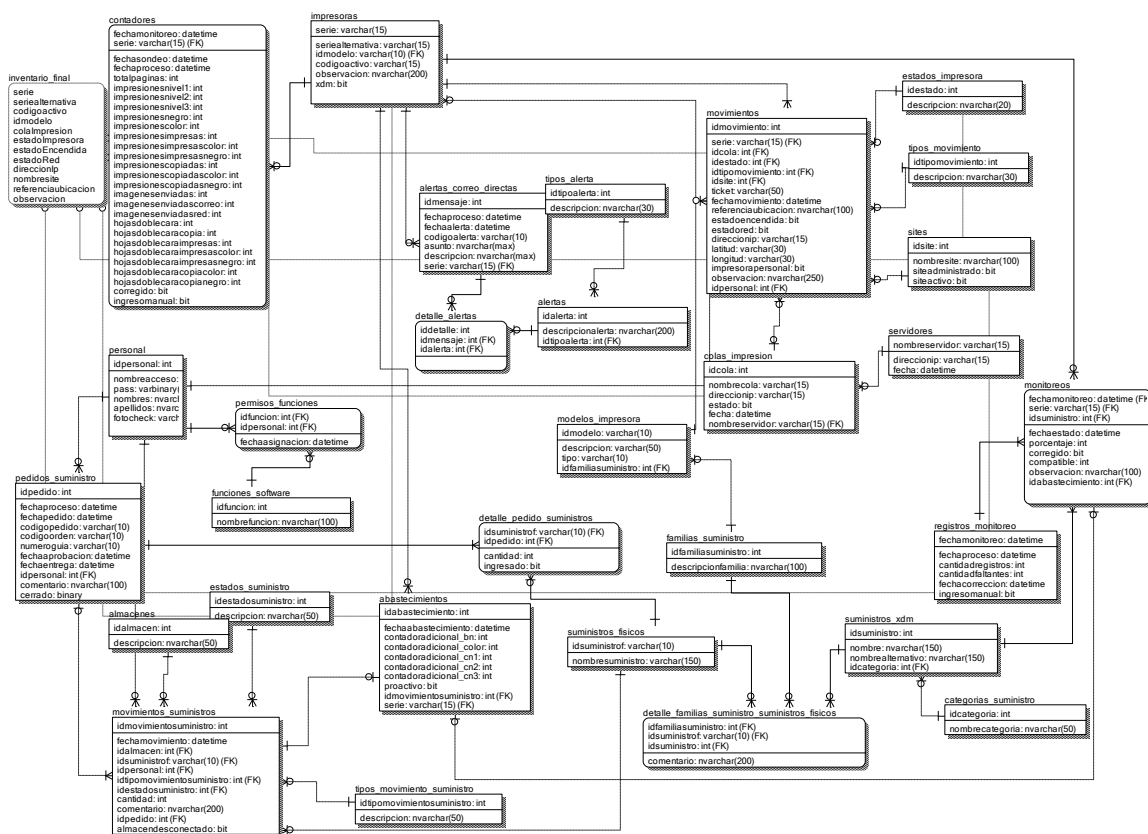 contadores
fechamonitoreo: datetime
serie: varchar(15) (FK)
fechasondeo: datetime
fechaproceso: datetime
totalpaginas: int
impresionesnivel1: int
impresionesnivel2: int
impresionesnivel3: int
impresionesnegro: int
impresionescolor: int
impresionesimpresas: int
impresionesimpresascolor: int
impresionesimpresasnegro: int
impresionescopiadas: int
impresionescopiadascolor: int
impresionescopiadasnegro: int
imagenesenviadas: int
imagenesenviadascorreo: int
imagenesenviadasred: int
hojasdoblecara: int
hojasdoblecaracopia: int
hojasdoblecaraimpresas: int
hojasdoblecaraimpresascolor: int
hojasdoblecaraimpresasnegro: int
hojasdoblecaracopiacolor: int
hojasdoblecaracopianegro: int
corregido: bit
ingresomanual: bit
impresoras
serie: varchar(15)
seriealternativa: varchar(15)
idmodelo: varchar(10) (FK)
codigoactivo: varchar(15)
observacion: nvarchar(200)
xdm: bit
inventario_final
serie
seriealternativa
codigoactivo
idmodelo
colaImpresion
estadoImpresora
estadoEncendida
estadoRed
direccionIp
nombresite
referenciaubicacion
observacion
estados_impresora
idestado: int
descripcion: nvarchar(20)
movimientos
idmovimiento: int
serie: varchar(15) (FK)
idcola: int (FK)
idestado: int (FK)
idtipomovimiento: int (FK)
idsite: int (FK)
ticket: varchar(50)
fechamovimiento: datetime
referenciaubicacion: nvarchar(100)
estadoencendida: bit
estadored: bit
direccionip: varchar(15)
latitud: varchar(30)
longitud: varchar(30)
impresorapersonal: bit
observacion: nvarchar(250)
idpersonal: int (FK)
tipos_movimiento
idtipomovimiento: int
descripcion: nvarchar(30)
alertas_correo_directas
idmensaje: int
fechaproceso: datetime
fechaalerta: datetime
codigoalerta: varchar(10)
asunto: nvarchar(max)
descripcion: nvarchar(max)
serie: varchar(15) (FK)
tipos_alerta
idtipoalerta: int
descripcion: nvarchar(30)
sites
idsite: int
nombresite: nvarchar(100)
siteadministrado: bit
siteactivo: bit
detalle_alertas
iddetalle: int
idmensaje: int (FK)
idalerta: int (FK)
alertas
idalerta: int
descripcionalerta: nvarchar(200)
idtipoalerta: int (FK)
servidores
nombreservidor: varchar(15)
direccionip: varchar(15)
fecha: datetime
personal
idpersonal: int
nombreacceso:
pass: varbinary(
nombres: nvarch
apellidos: nvarc
fotocheck: varch
colas_impresion
idcola: int
nombrecola: varchar(15)
direccionip: varchar(15)
estado: bit
fecha: datetime
nombreservidor: varchar(15) (FK)
monitoreos
fechamonitoreo: datetime (FK
serie: varchar(15) (FK)
idsuministro: int (FK)
fechaestado: datetime
porcentaje: int
corregido: bit
compatible: int
observacion: nvarchar(100)
idabastecimiento: int (FK)
permisos_funciones
idfuncion: int (FK)
idpersonal: int (FK)
fechaasignacion: datetime
modelos_impresora
idmodelo: varchar(10)
descripcion: varchar(50)
tipo: varchar(10)
idfamiliasuministro: int (FK)
pedidos_suministro
idpedido: int
fechaproceso: datetime
fechapedido: datetime
codigopedido: varchar(10)
codigoorden: varchar(10)
numeroguia: varchar(10)
fechaaprobacion: datetime
fechaentrega: datetime
idpersonal: int (FK)
comentario: nvarchar(100)
cerrado: binary
funciones_software
idfuncion: int
nombrefuncion: nvarchar(100)
detalle_pedido_suministros
idsuministrof: varchar(10) (FK)
idpedido: int (FK)
cantidad: int
ingresado: bit
familias_suministro
idfamiliasuministro: int
descripcionfamilia: nvarchar(100)
registros_monitoreo
fechamonitoreo: datetime
fechaproceso: datetime
cantidadregistros: int
cantidadfaltantes: int
fechacorreccion: datetime
ingresomanual: bit
estados_suministro
idestadosuministro: int
descripcion: nvarchar(50)
almacenes
idalmacen: int
descripcion: nvarchar(50)
abastecimientos
idabastecimiento: int
fechaabastecimiento: datetime
contadoradicional_bn: int
contadoradicional_color: int
contadoradicional_cn1: int
contadoradicional_cn2: int
contadoradicional_cn3: int
proactivo: bit
idmovimientosuministro: int (FK)
serie: varchar(15) (FK)
suministros_fisicos
idsuministrof: varchar(10)
nombresuministro: varchar(150)
suministros_xdm
idsuministro: int
nombre: nvarchar(150)
nombrealternativo: nvarchar(150)
idcategoria: int (FK)
detalle_familias_suministro_suministros_fisicos
idfamiliasuministro: int (FK)
idsuministrof: varchar(10) (FK)
idsuministro: int (FK)
comentario: nvarchar(200)
categorias_suministro
idcategoria: int
nombrecategoria: nvarchar(50)
movimientos_suministros
idmovimientosuministro: int
fechamovimiento: datetime
idalmacen: int (FK)
idsuministrof: varchar(10) (FK)
idpersonal: int (FK)
idtipomovimientosuministro: int (FK)
idestadosuministro: int (FK)
cantidad: int
comentario: nvarchar(200)
idpedido: int (FK)
almacendesconectado: bit
tipos_movimiento_suministro
idtipomovimientosuministro: int
descripcion: nvarchar(50)